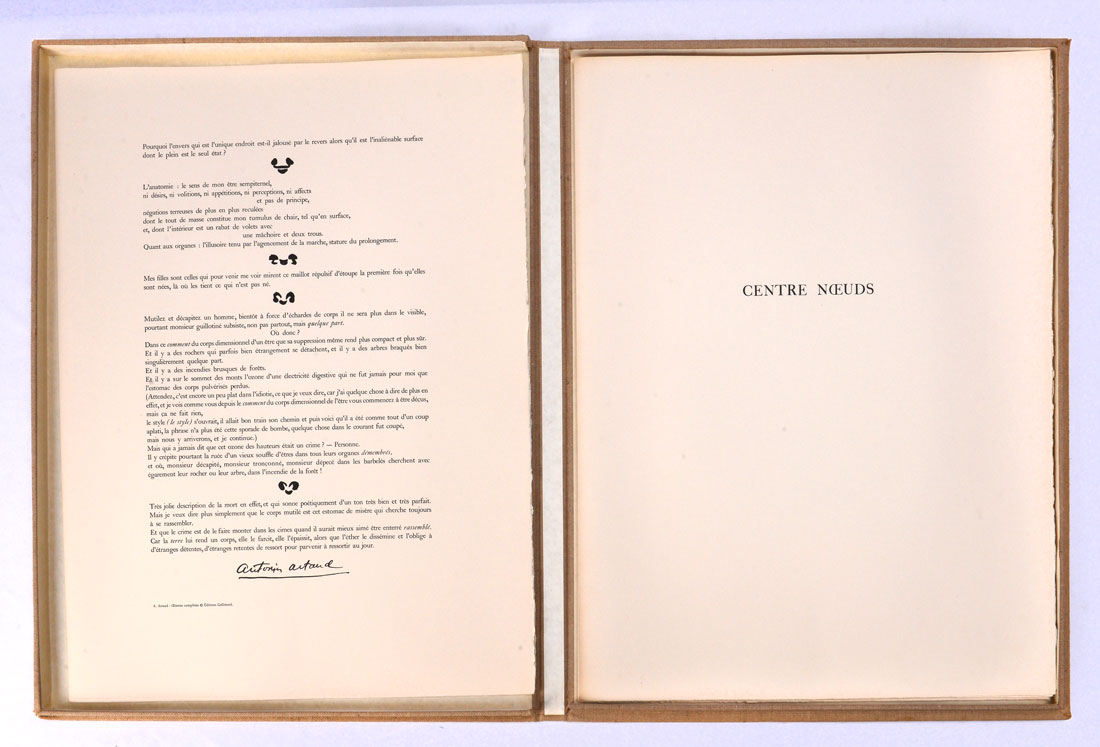 Pourquoi l'envers qui est l'unique endroit est-il jalousé par le revers alors qu'il est l'inaliénable surface
dont le plein est le seul état ?
L'anatomie : le sens de mon être sempiternel,
ni désirs, ni volitions, ni appétitions, ni perceptions, ni affects
et pas de principe,
négations terreuses de plus en plus reculées
dont le tout de masse constitue mon tumulus de chair, tel qu'en surface,
et, dont l'intérieur est un rabat de volets avec
une mâchoire et deux trous.
Quant aux organes : l'illusoire tenu par l'agencement de la marche, stature du prolongement.
Mes filles sont celles qui pour venir me voir mirent ce maillot répulsif d'étoupe la première fois qu'elles
sont nées, là où les tient ce qui n'est pas né.
Mutilez et décapitez un homme, bientôt à force d'échardes de corps il ne sera plus dans le visible,
pourtant monsieur guillotiné subsiste, non pas partout, mais quelque part.
Où donc ?
Dans ce comment du corps dimensionnel d'un être que sa suppression même rend plus compact et plus sûr.
Et il y a des rochers qui parfois bien étrangement se détachent, et il y a des arbres braqués bien
singulièrement quelque part.
Et il y a des incendies brusques de forêts.
Et il y a sur le sommet des monts l'ozone d'une électricité digestive qui ne fut jamais pour moi que
l'estomac des corps pulvérisés perdus.
(Attendez, c'est encore un peu plat dans l'idiotie, ce que je veux dire, car j'ai quelque chose à dire de plus en
effet, et je vois comme vous depuis le comment du corps dimensionnel de l'être vous commencez à être déçus,
mais ça ne fait rien,
le style (le style) s'ouvrait, il allait bon train son chemin et puis voici qu'il a été comme tout d'un coup
aplati, la phrase n'a plus été cette sporade de bombe, quelque chose dans le courant fut coupé,
mais nous y arriverons, et je continue.)
Mais qui a jamais dit que cet ozone des hauteurs était un crime ? — Personne.
Il y crépite pourtant la ruée d'un vieux souffle d'êtres dans tous leurs organes démembrés,
et où, monsieur décapité, monsieur tronçonné, monsieur dépecé dans les barbelés cherchent avec
égarement leur rocher ou leur arbre, dans l'incendie de la forêt !
Très jolie description de la mort en effet, et qui sonne poétiquement d'un ton très bien et très parfait.
Mais je veux dire plus simplement que le corps mutilé est cet estomac de misère qui cherche toujours
à se rassembler.
Et que le crime est de le faire monter dans les cimes quand il aurait mieux aimé être enterré rassemblé.
Car la terre lui rend un corps, elle le farcit, elle l'épaissit, alors que l'éther le dissémine et l'oblige à
d'étranges détentes, d'étranges retentes de ressort pour parvenir à ressortir au jour.
Antonin Artaud
A. Artaud - Œuvres complètes © Editions Gallimard.
CENTRE NŒUDS